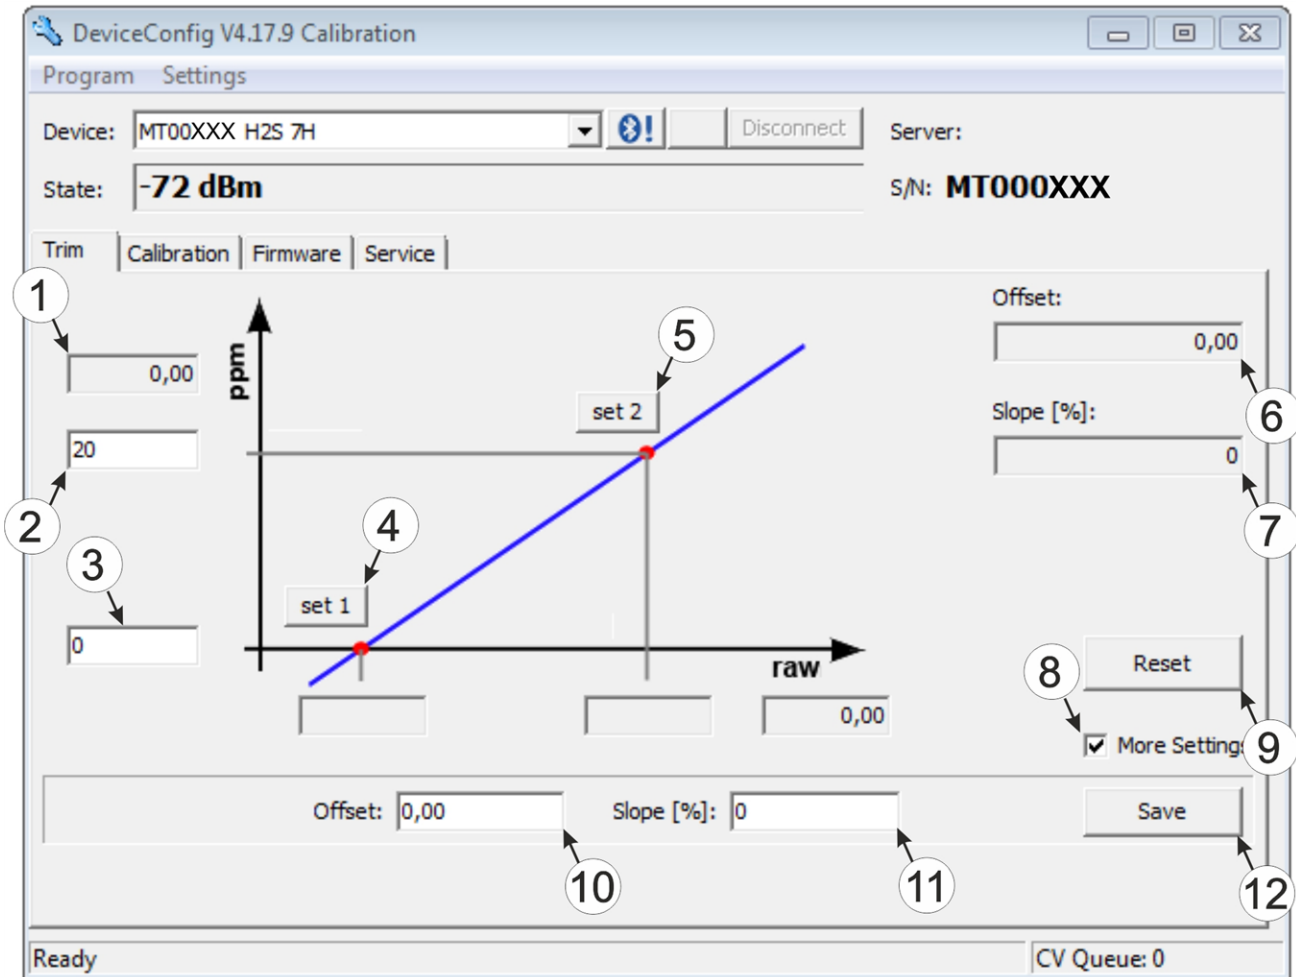 DeviceConfig V4.17.9 Calibration
Program Settings
Device: MT00XXX H2S 7H Disconnect Server:
State: -72 dBm S/N: MT000XXX
Trim Calibration Firmware Service
1
0,00
20
2
3
0
ppm
5
set 2
4
set 1
raw
0,00
Offset:
0,00
6
Slope [%]:
0
7
Reset
8
More Setting
9
Offset: 0,00 Slope [%]: 0 Save
10 11 12
Ready CV Queue: 0